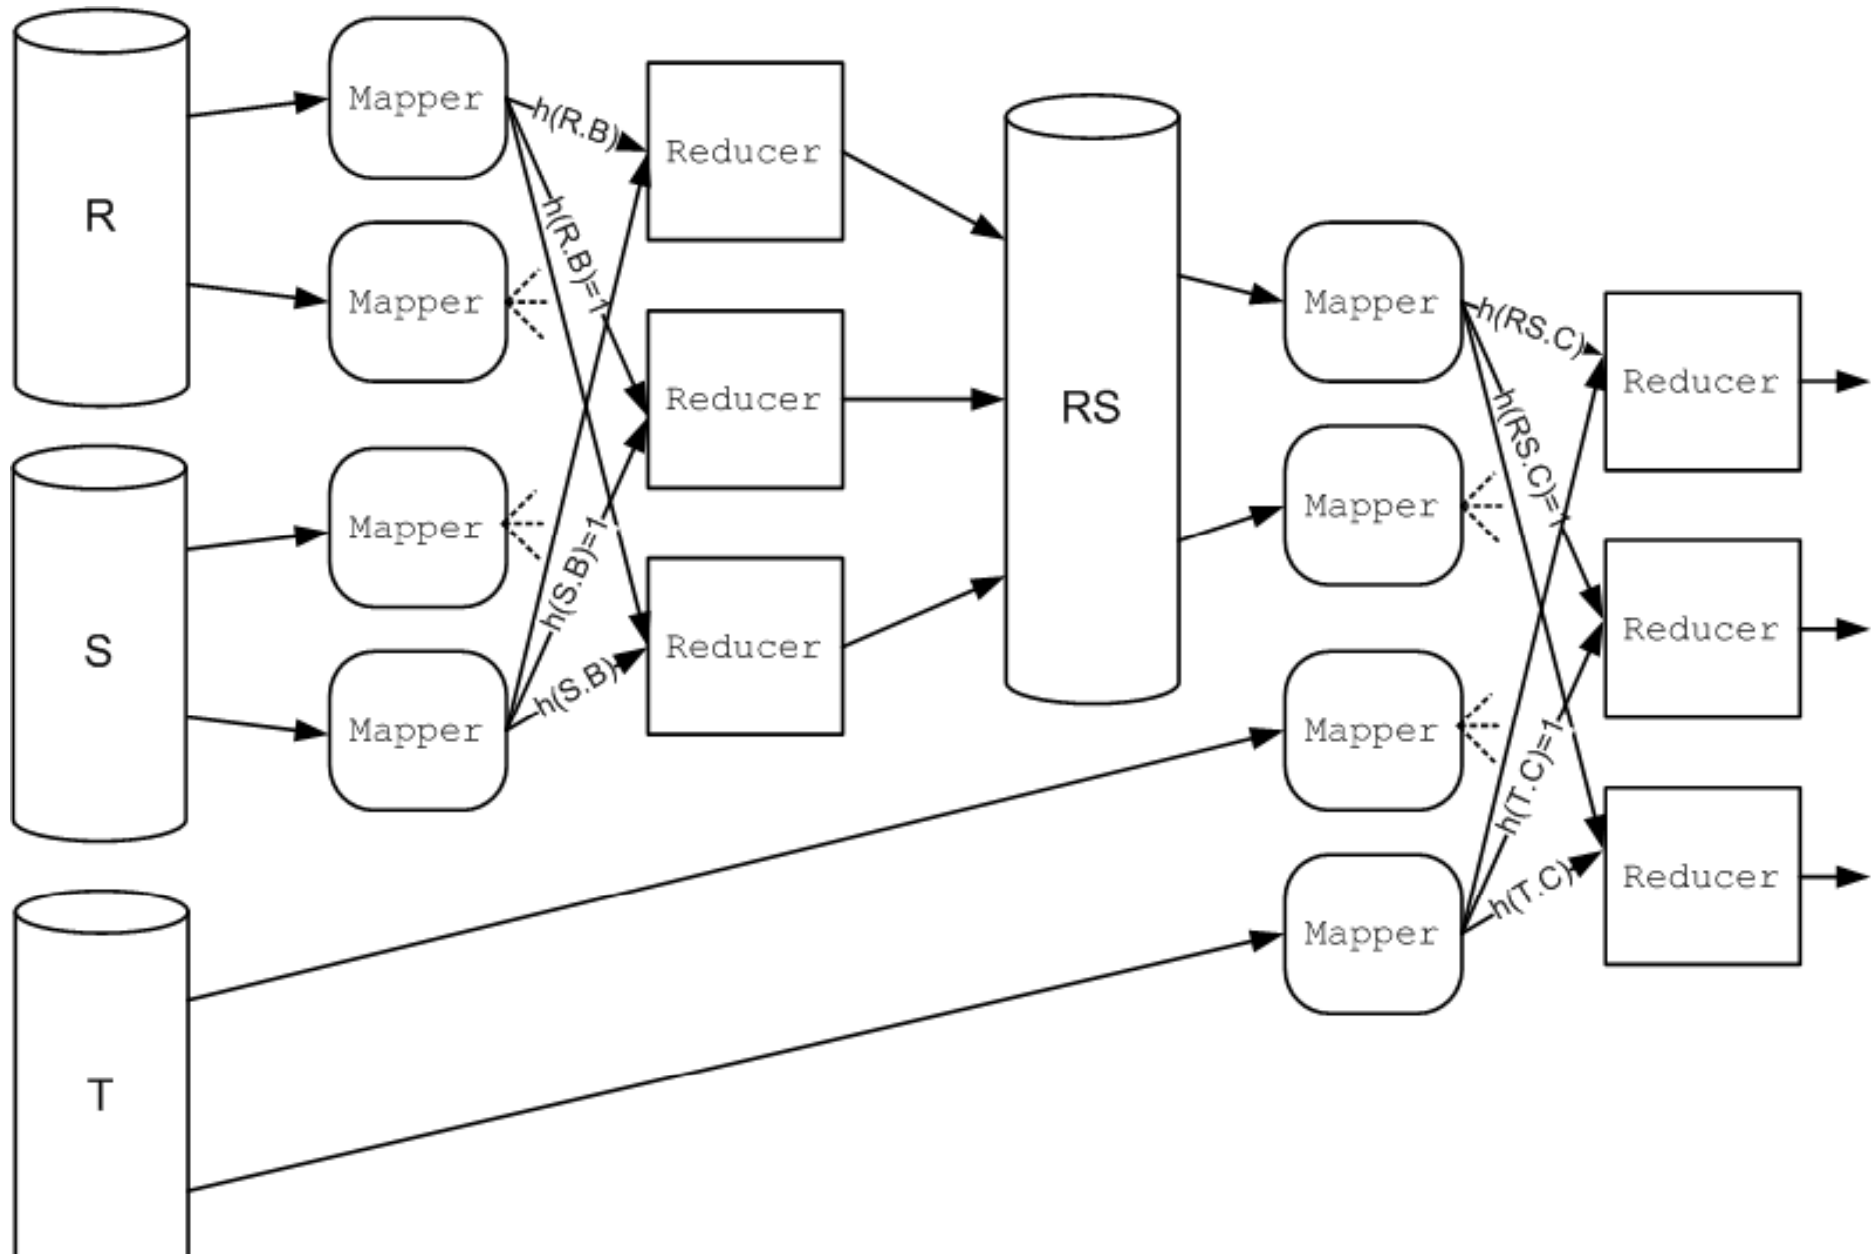 R
S
T
Mapper
Mapper
Mapper
Mapper
h(R.B)
h(R.B)=1
h(S.B)=1
h(S.B)
Reducer
Reducer
Reducer
RS
Mapper
Mapper
Mapper
Mapper
h(RS.C)
h(RS.C)=1
h(T.C)=1
h(T.C)
Reducer
Reducer
Reducer